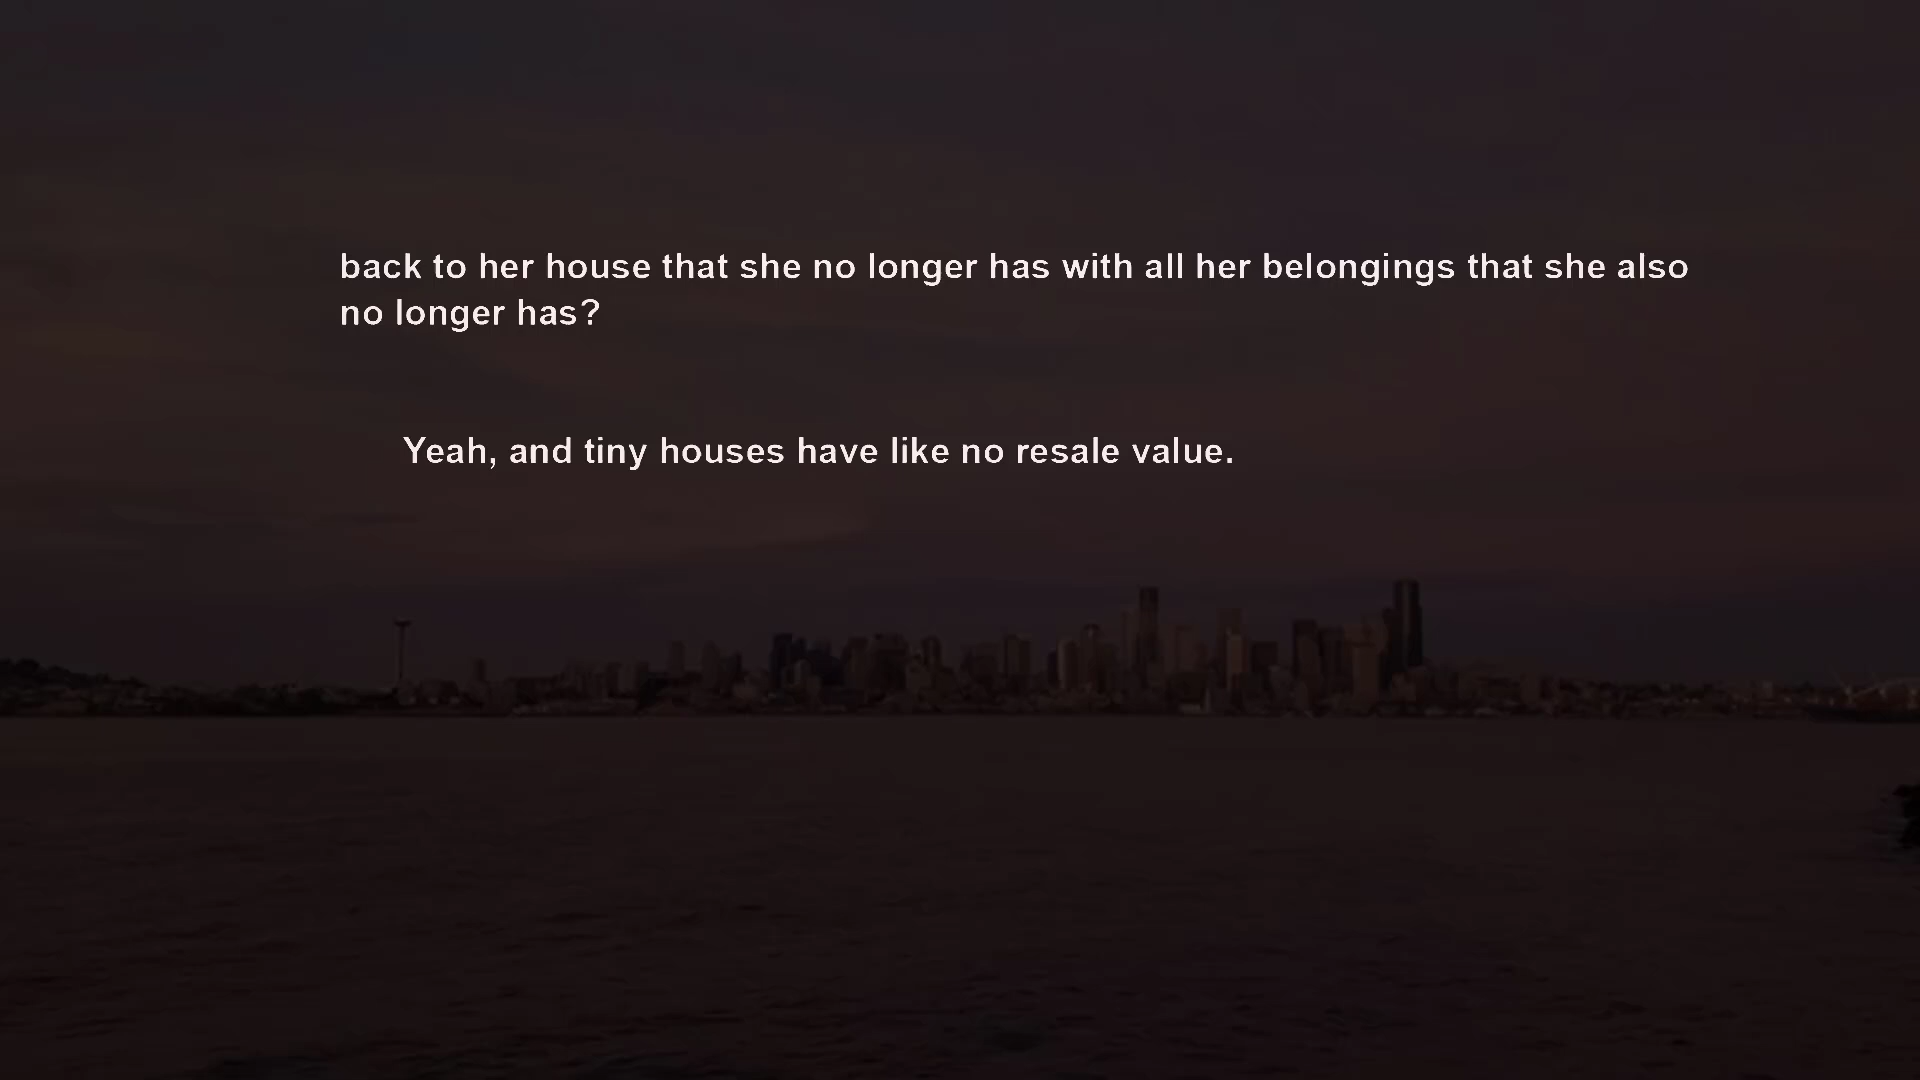 back to her house that she no longer has with all her belongings that she also
no longer has?
Yeah, and tiny houses have like no resale value.